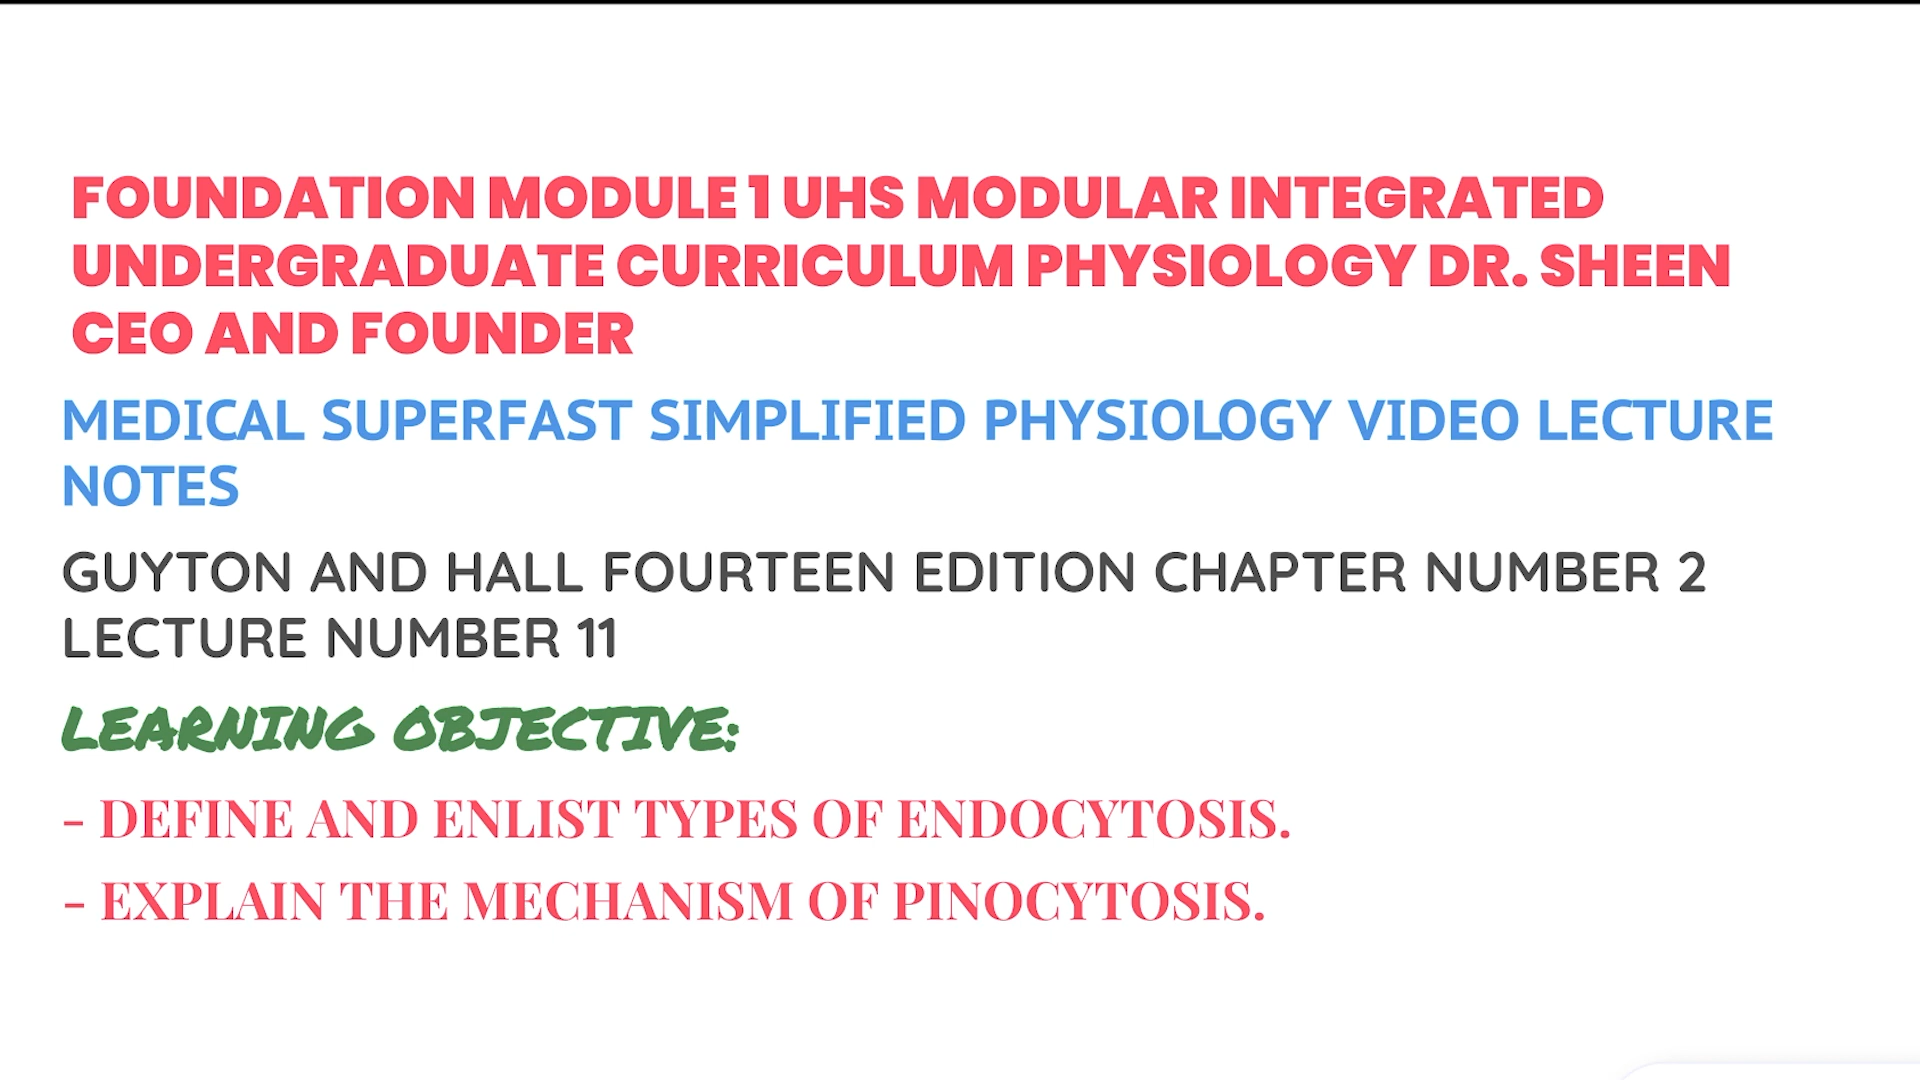 FOUNDATION MODULE 1 UHS MODULAR INTEGRATED
UNDERGRADUATE CURRICULUM PHYSIOLOGY DR. SHEEN
CEO AND FOUNDER
MEDICAL SUPERFAST SIMPLIFIED PHYSIOLOGY VIDEO LECTURE
NOTES
GUYTON AND HALL FOURTEEN EDITION CHAPTER NUMBER 2
LECTURE NUMBER 11
LEARNING OBJECTIVE:
- DEFINE AND ENLIST TYPES OF ENDOCYTOSIS.
- EXPLAIN THE MECHANISM OF PINOCYTOSIS.